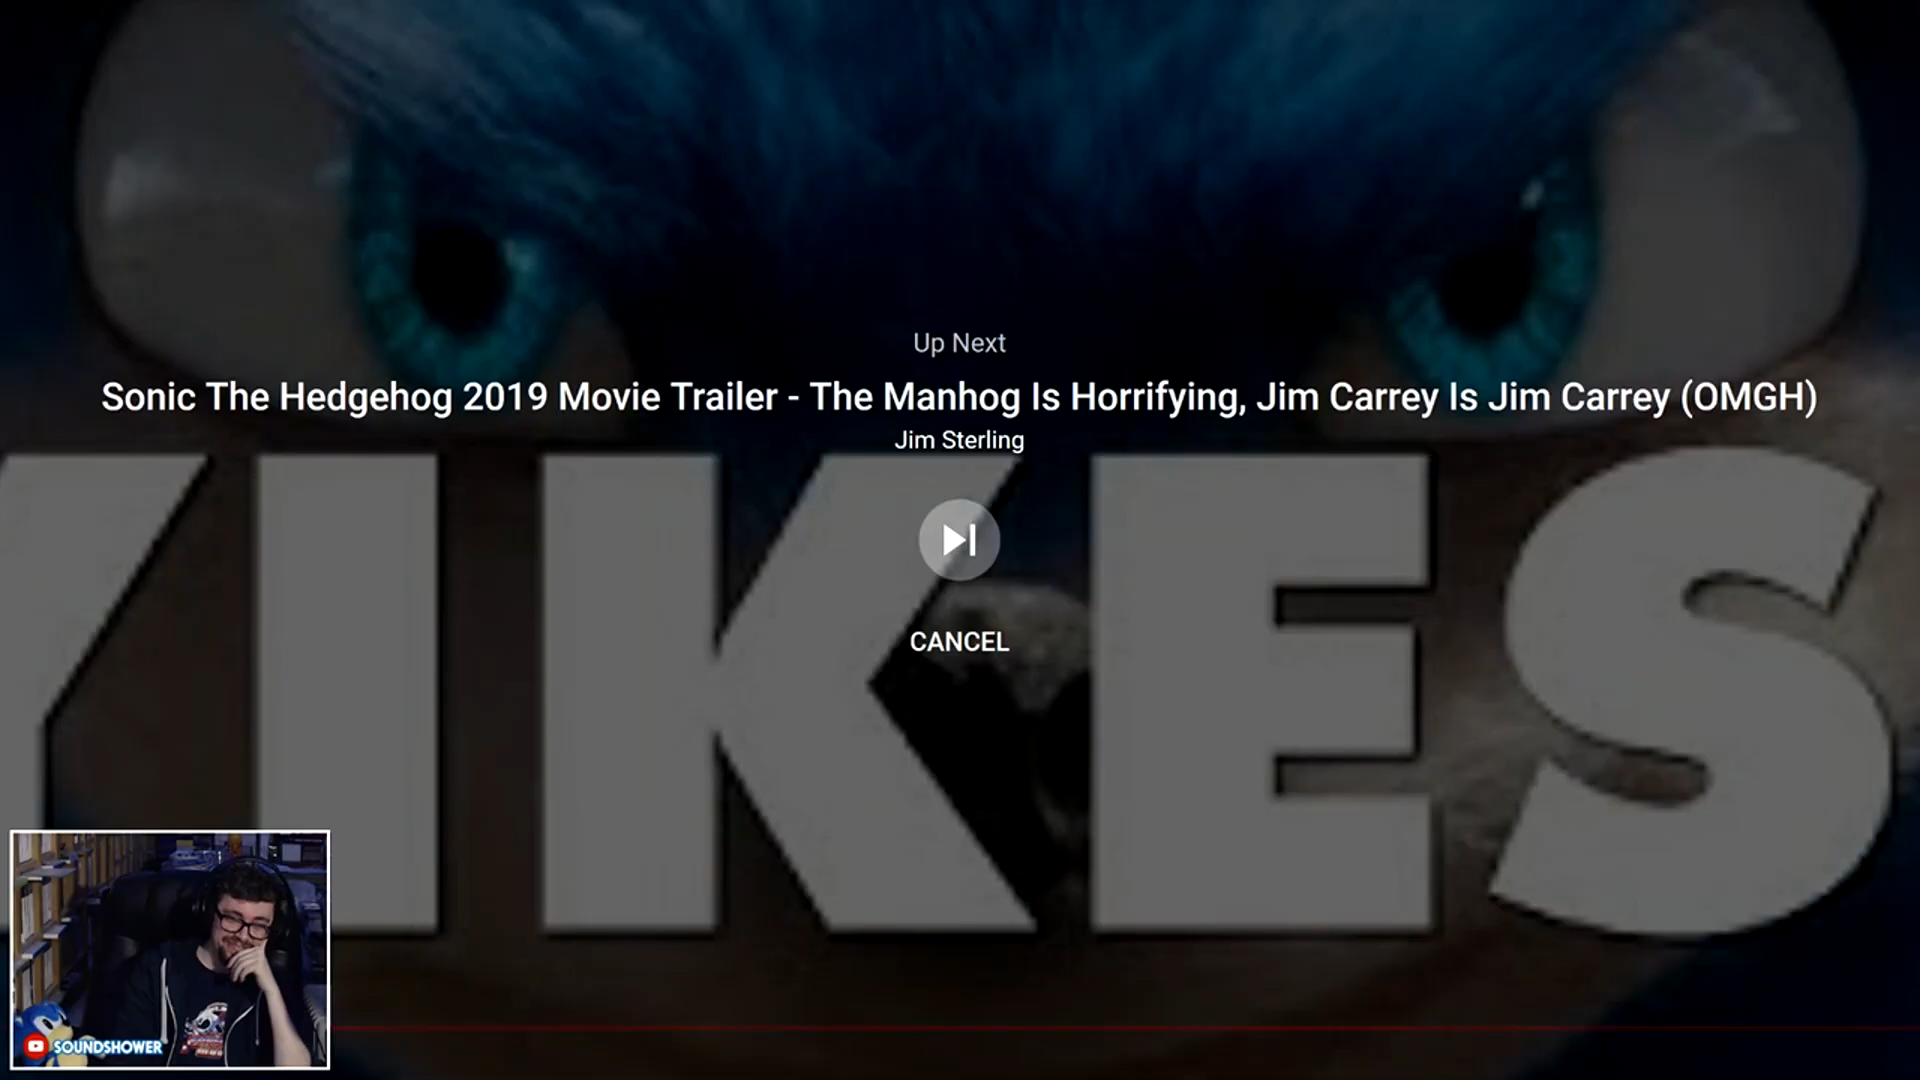 Up Next
Sonic The Hedgehog 2019 Movie Trailer - The Manhog Is Horrifying, Jim Carrey Is Jim Carrey (OMGH)
Jim Sterling
YIKES
CANCEL
SOUNDSHOWER